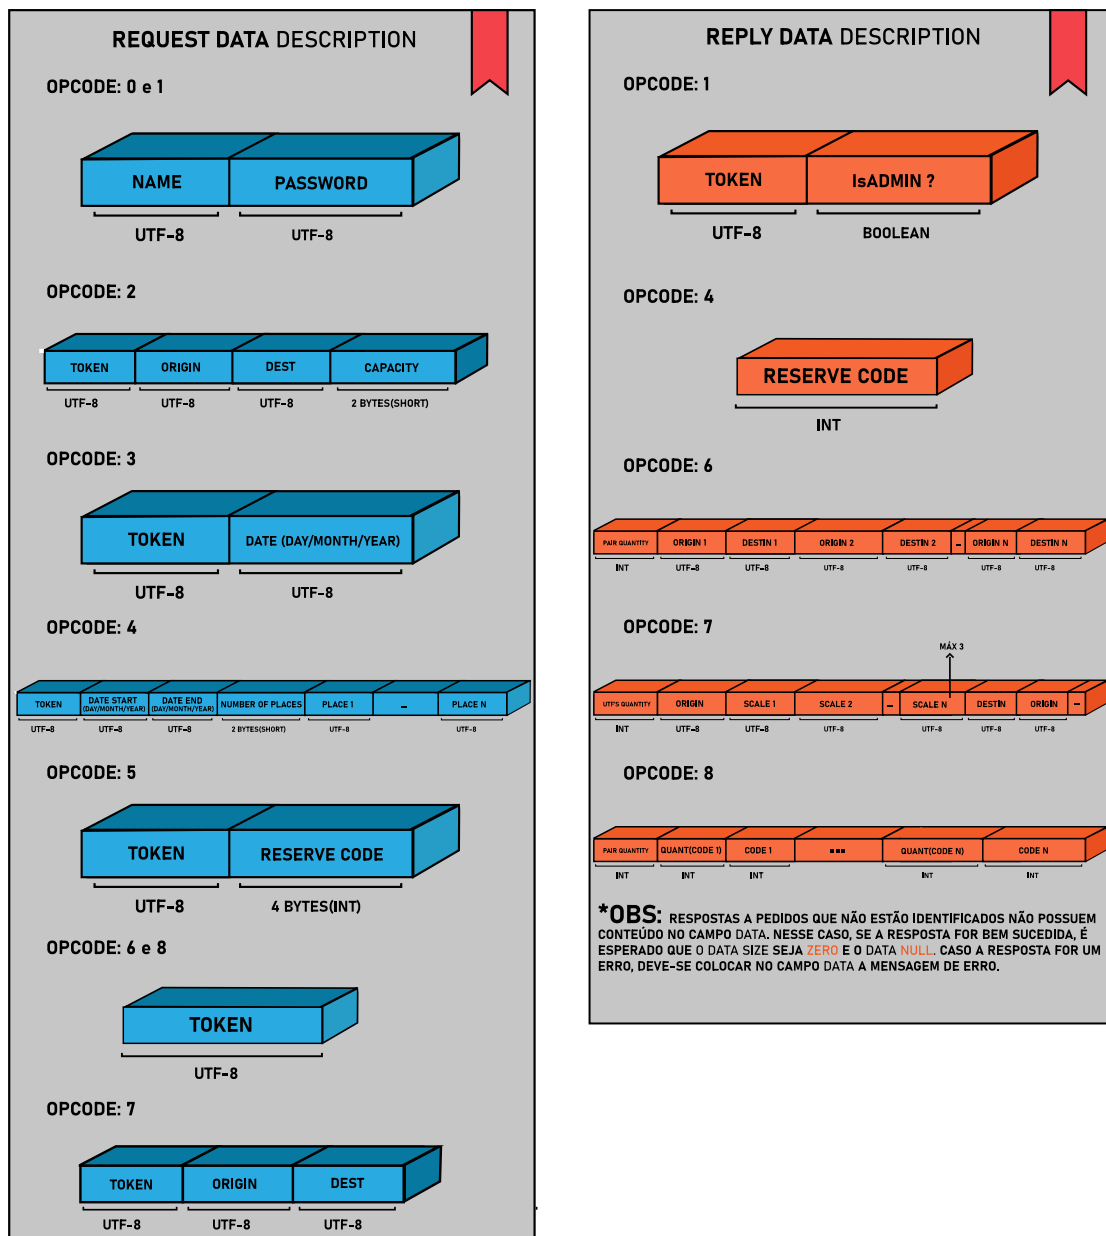 REQUEST DATA DESCRIPTION
OPCODE: 0 e 1
NAME PASSWORD
UTF-8 UTF-8
OPCODE: 2
TOKEN ORIGIN DEST CAPACITY
UTF-8 UTF-8 UTF-8 2 BYTES(SHORT)
OPCODE: 3
TOKEN DATE (DAY/MONTH/YEAR)
UTF-8 UTF-8
OPCODE: 4
TOKEN DATE START (DAY/MONTH/YEAR) DATE END (DAY/MONTH/YEAR) NUMBER OF PLACES PLACE 1 - PLACE N
UTF-8 UTF-8 UTF-8 2 BYTES(SHORT) UTF-8 UTF-8
OPCODE: 5
TOKEN RESERVE CODE
UTF-8 4 BYTES(INT)
OPCODE: 6 e 8
TOKEN
UTF-8
OPCODE: 7
TOKEN ORIGIN DEST
UTF-8 UTF-8 UTF-8
REPLY DATA DESCRIPTION
OPCODE: 1
TOKEN IsADMIN ?
UTF-8 BOOLEAN
OPCODE: 4
RESERVE CODE
INT
OPCODE: 6
PAIR QUANTITY ORIGIN 1 DESTIN 1 ORIGIN 2 DESTIN 2 - ORIGIN N DESTIN N
INT UTF-8 UTF-8 UTF-8 UTF-8 UTF-8 UTF-8
OPCODE: 7
MÁX 3
UTF'S QUANTITY ORIGIN SCALE 1 SCALE 2 - SCALE N DESTIN ORIGIN -
INT UTF-8 UTF-8 UTF-8 UTF-8 UTF-8 UTF-8
OPCODE: 8
PAIR QUANTITY QUANT(CODE 1) CODE 1 ... QUANT(CODE N) CODE N
INT INT INT INT INT
*OBS: RESPOSTAS A PEDIDOS QUE NÃO ESTÃO IDENTIFICADOS NÃO POSSUEM
CONTEÚDO NO CAMPO DATA. NESSE CASO, SE A RESPOSTA FOR BEM SUCEDIDA, É
ESPERADO QUE O DATA SIZE SEJA ZERO E O DATA NULL. CASO A RESPOSTA FOR UM
ERRO, DEVE-SE COLOCAR NO CAMPO DATA A MENSAGEM DE ERRO.